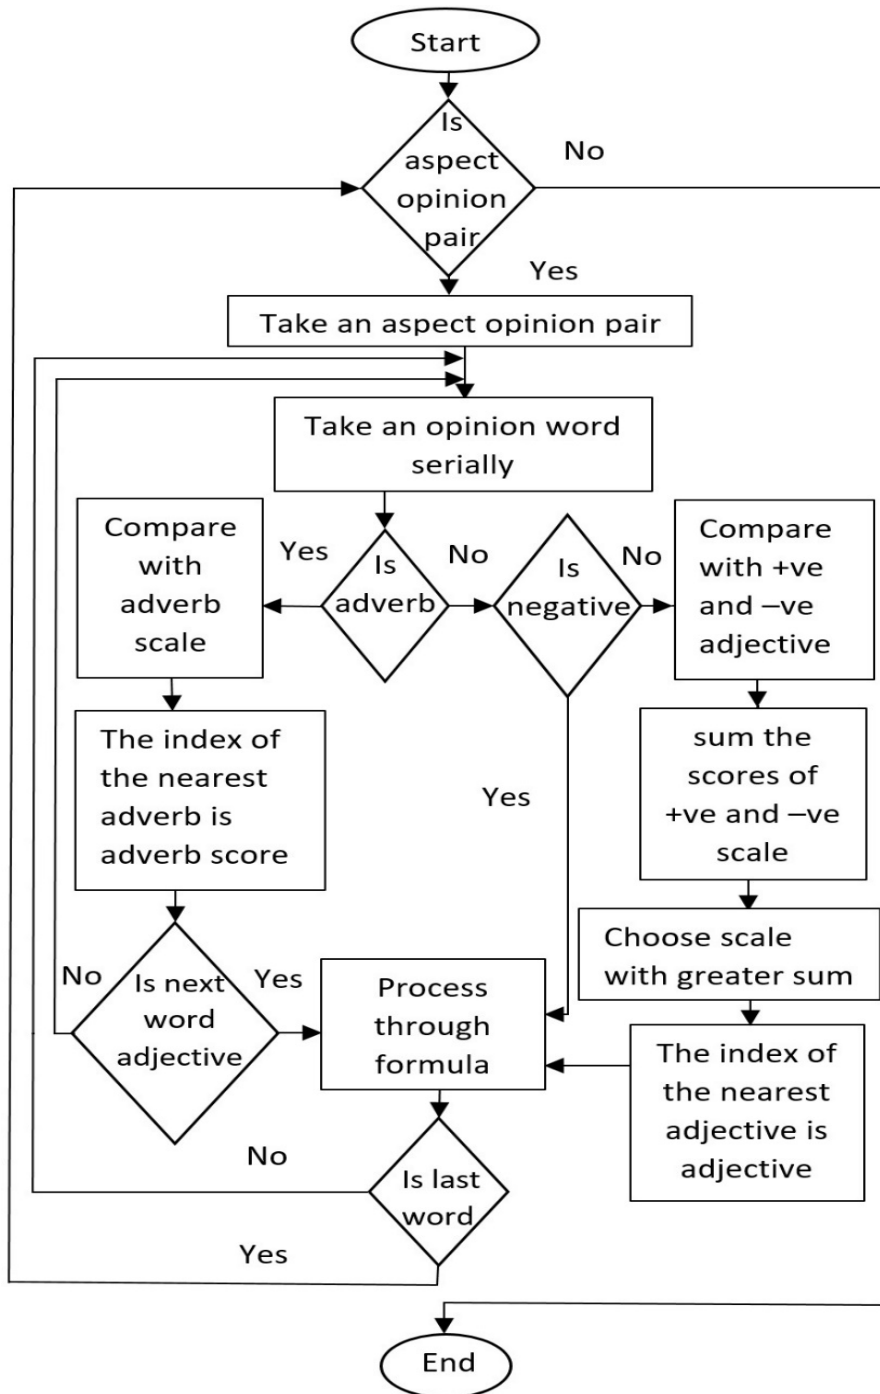 Start
Is
aspect
opinion
pair
No
Yes
Take an aspect opinion pair
Take an opinion word
serially
Compare
with
adverb
scale
Yes
Is
adverb
No
Is
negative
No
Compare
with +ve
and –ve
adjective
The index of
the nearest
adverb is
adverb score
Yes
sum the
scores of
+ve and –ve
scale
Choose scale
with greater sum
No
Is next
word
adjective
Yes
Process
through
formula
The index of
the nearest
adjective is
adjective
No
Is last
word
Yes
End